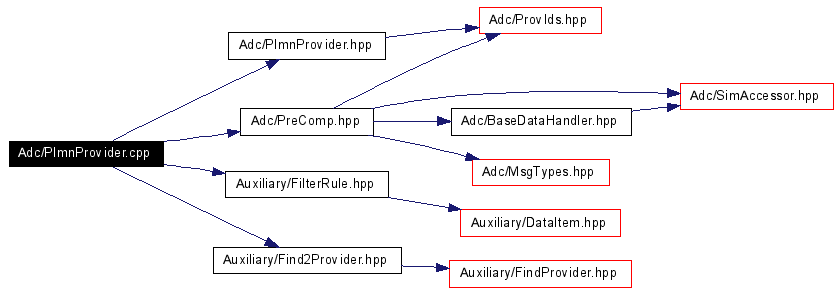 Adc/ProvIds.hpp
Adc/PlmnProvider.hpp
Adc/SimAccessor.hpp
Adc/PreComp.hpp
Adc/BaseDataHandler.hpp
Adc/PlmnProvider.cpp
Adc/MsgTypes.hpp
Auxiliary/FilterRule.hpp
Auxiliary/DataItem.hpp
Auxiliary/Find2Provider.hpp
Auxiliary/FindProvider.hpp